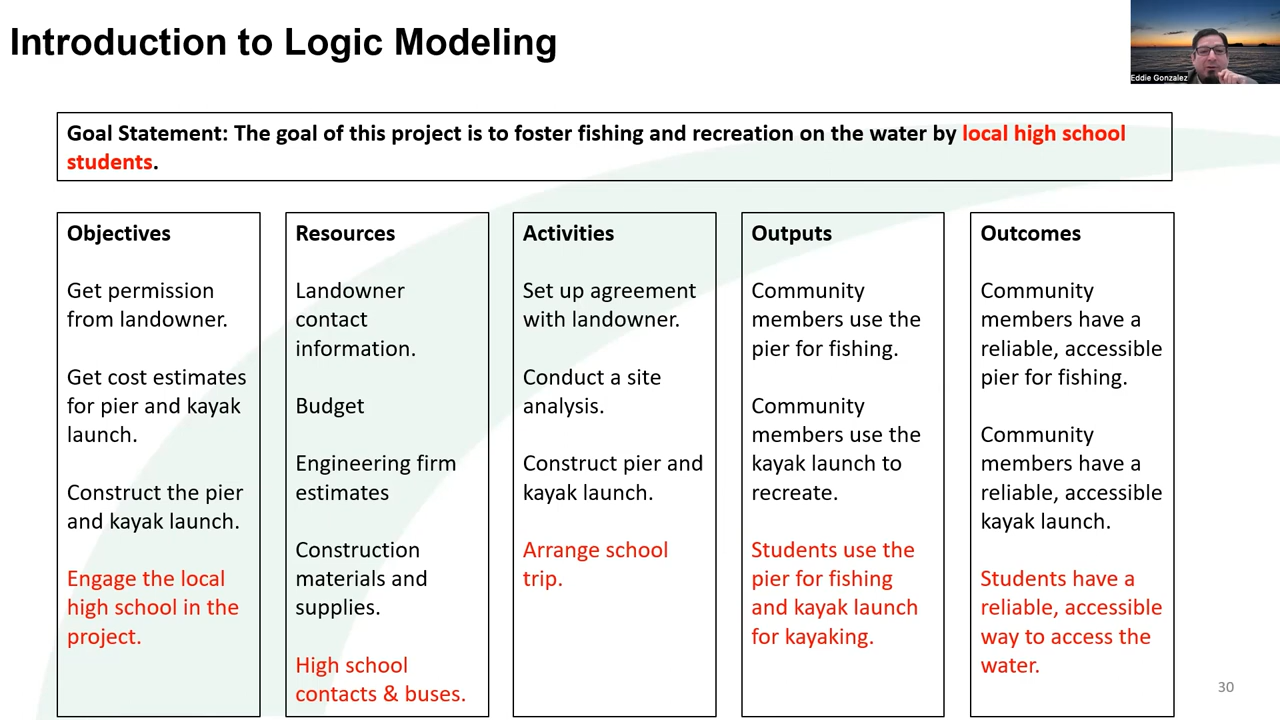 Introduction to Logic Modeling
Eddie Gonzalez
Goal Statement: The goal of this project is to foster fishing and recreation on the water by local high school
students.
Objectives
Get permission
from landowner.
Get cost estimates
for pier and kayak
launch.
Construct the pier
and kayak launch.
Engage the local
high school in the
project.
Resources
Landowner
contact
information.
Budget
Engineering firm
estimates
Construction
materials and
supplies.
High school
contacts & buses.
Activities
Set up agreement
with landowner.
Conduct a site
analysis.
Construct pier and
kayak launch.
Arrange school
trip.
Outputs
Community
members use the
pier for fishing.
Community
members use the
kayak launch to
recreate.
Students use the
pier for fishing
and kayak launch
for kayaking.
Outcomes
Community
members have a
reliable, accessible
pier for fishing.
Community
members have a
reliable, accessible
kayak launch.
Students have a
reliable, accessible
way to access the
water.
30